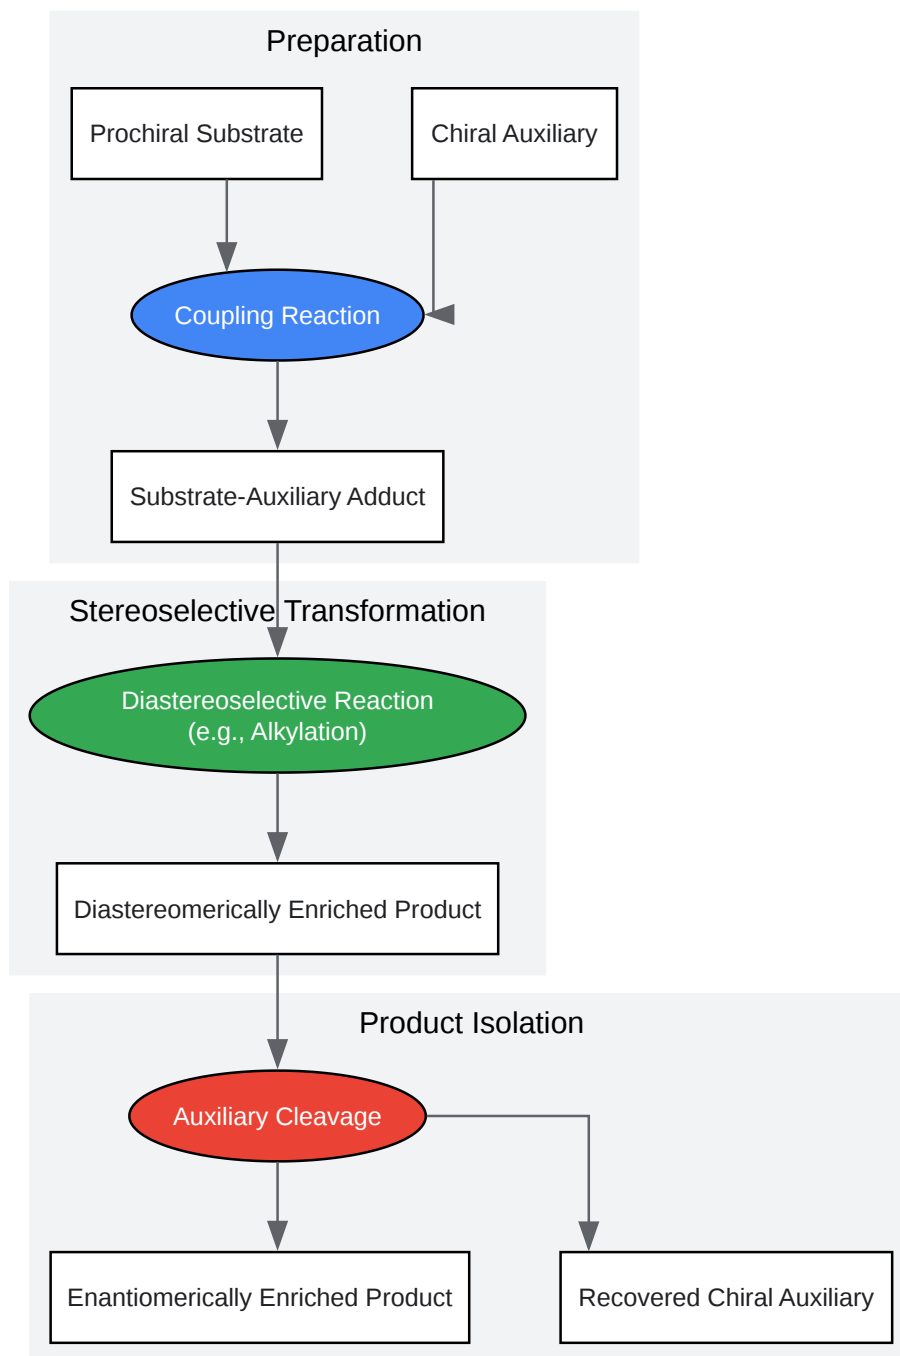 Preparation
Prochiral Substrate
Chiral Auxiliary
Coupling Reaction
Substrate-Auxiliary Adduct
Stereoselective Transformation
Diastereoselective Reaction
(e.g., Alkylation)
Diastereomerically Enriched Product
Product Isolation
Auxiliary Cleavage
Enantiomerically Enriched Product
Recovered Chiral Auxiliary